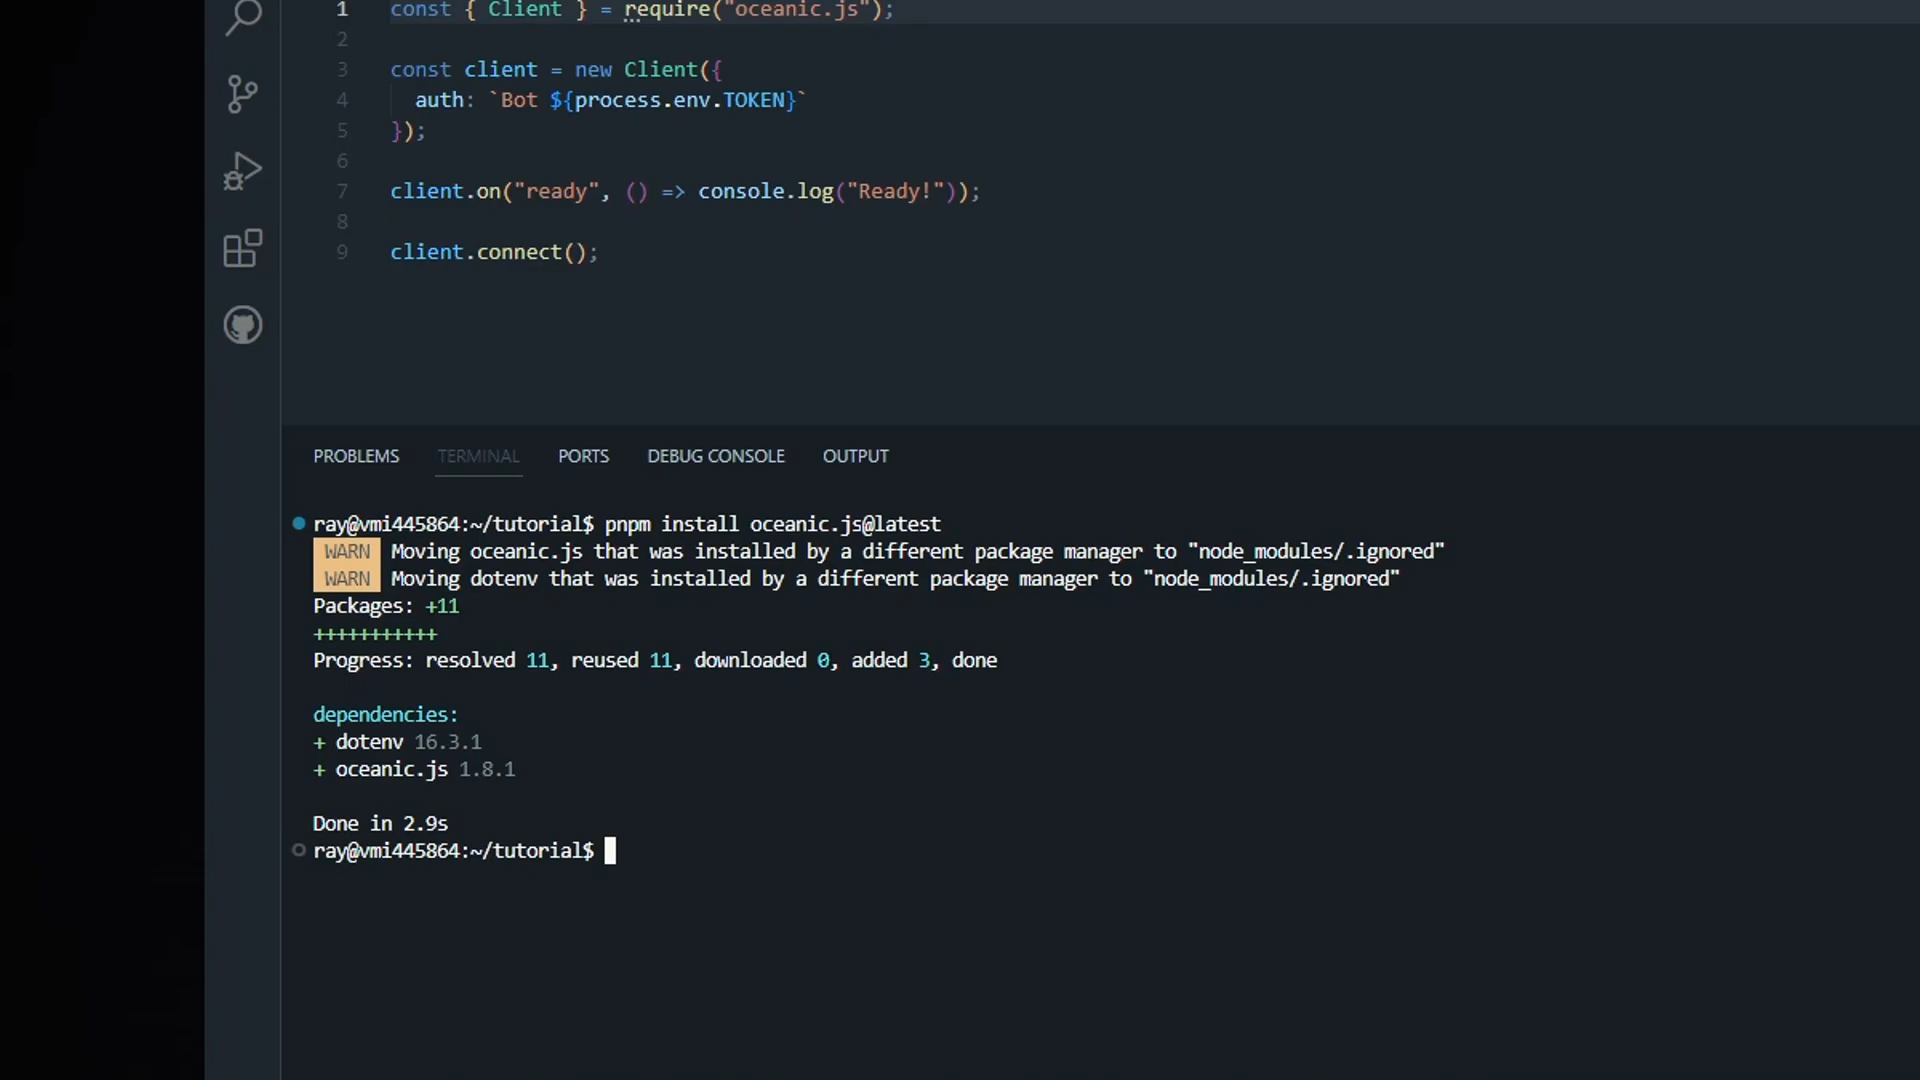 1 const { Client } = require("oceanic.js");
2
3 const client = new Client({
4 auth: `Bot ${process.env.TOKEN}`
5 });
6
7 client.on("ready", () => console.log("Ready!"));
8
9 client.connect();
PROBLEMS TERMINAL PORTS DEBUG CONSOLE OUTPUT
ray@vmi445864:~/tutorial$ pnpm install oceanic.js@latest
WARN Moving oceanic.js that was installed by a different package manager to "node_modules/.ignored"
WARN Moving dotenv that was installed by a different package manager to "node_modules/.ignored"
Packages: +11
+++++++++++
Progress: resolved 11, reused 11, downloaded 0, added 3, done
dependencies:
+ dotenv 16.3.1
+ oceanic.js 1.8.1
Done in 2.9s
ray@vmi445864:~/tutorial$